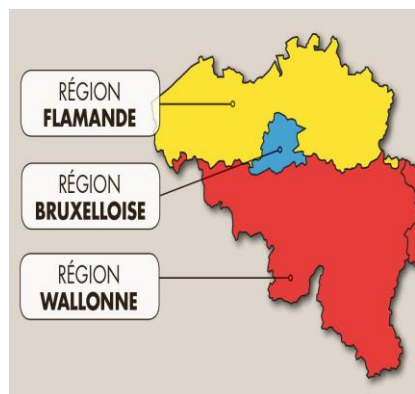 RÉGION
FLAMANDE
RÉGION
BRUXELLOISE
RÉGION
WALLONNE